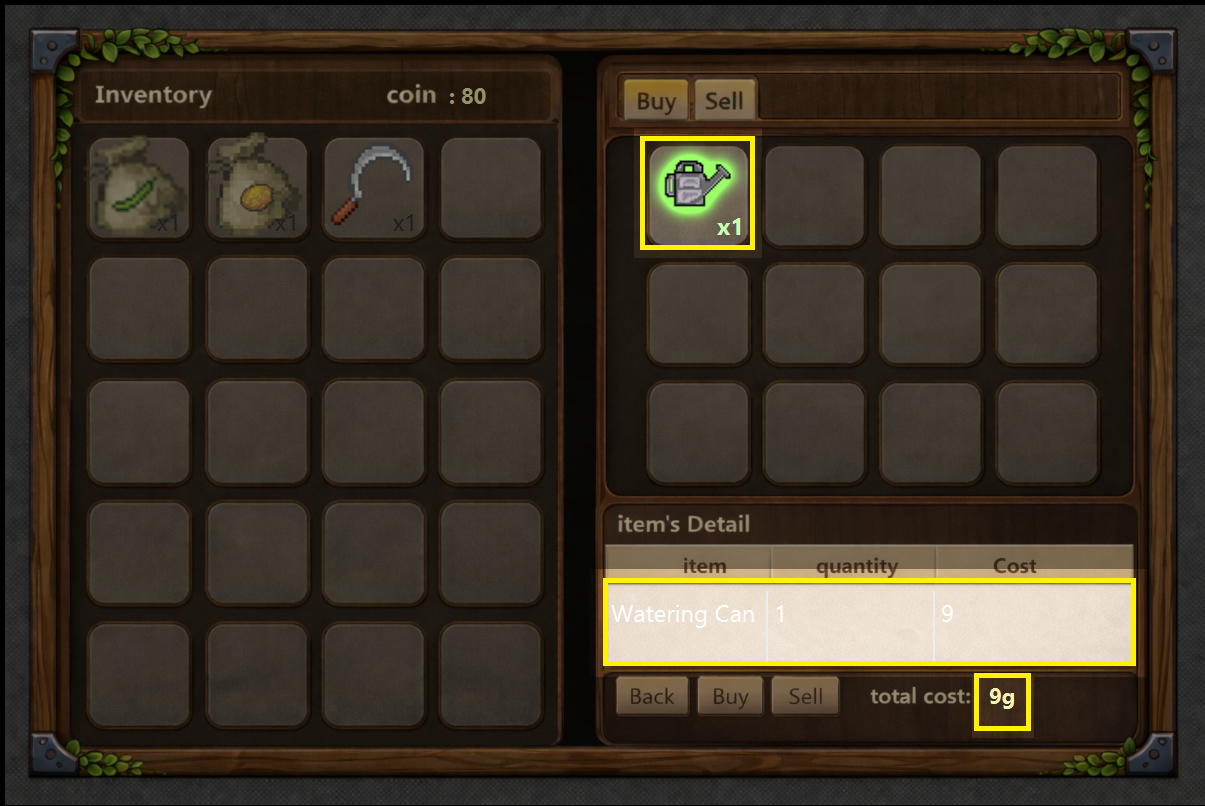 Inventory
coin : 80
x1
x1
x1
Buy
Sell
x1
item's Detail
item quantity Cost
Watering Can 1 9
Back Buy Sell total cost: 9g